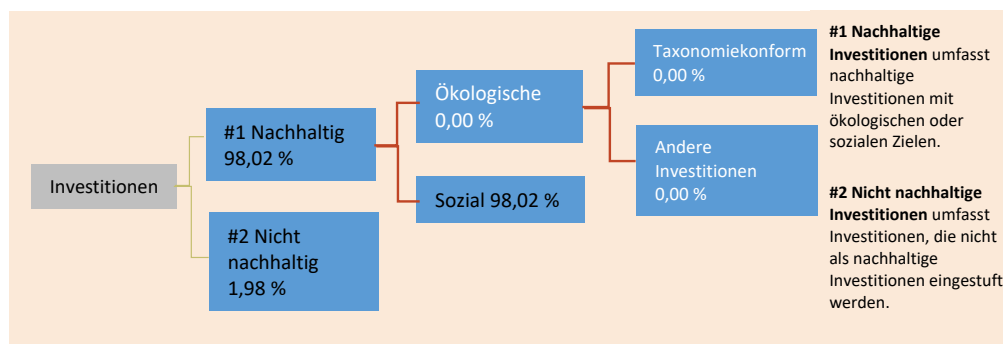 Investitionen
#1 Nachhaltig
98,02 %
#2 Nicht
nachhaltig
1,98 %
Ökologische
0,00 %
Sozial 98,02 %
Taxonomiekonform
0,00 %
Andere
Investitionen
0,00 %
#1 Nachhaltige
Investitionen umfasst
nachhaltige
Investitionen mit
ökologischen oder
sozialen Zielen.
#2 Nicht nachhaltige
Investitionen umfasst
Investitionen, die nicht
als nachhaltige
Investitionen eingestuft
werden.